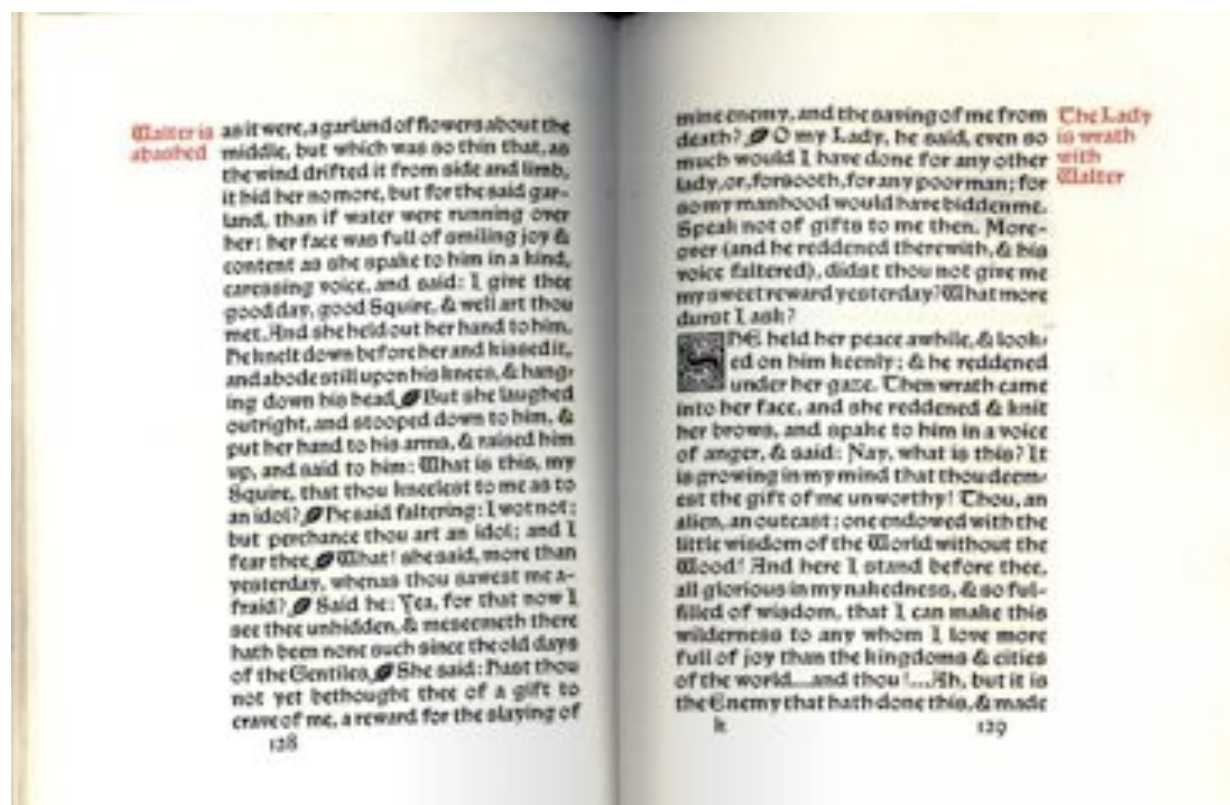 Walter is
abashed
as it were, a garland of flowers about the
middle, but which was so thin that, as
the wind drifted it from side and limb,
it hid her no more, but for the said gar-
land, than if water were running over
her: her face was full of smiling joy &
content as she spake to him in a kind,
caressing voice, and said: I give thee
good day, good Squire, & well art thou
met. And she held out her hand to him.
He knelt down before her and kissed it,
and abode still upon his knees, & hang-
ing down his head. But she laughed
outright, and stooped down to him, &
put her hand to his arms, & raised him
up, and said to him: What is this, my
Squire, that thou kneelest to me as to
an idol? He said faltering: I wot not;
but perchance thou art an idol; and I
fear thee. What! she said, more than
yesterday, whenas thou sawest me a-
fraid? Said he: Yea, for that now I
see thee unhidden, & meseemeth there
hath been none such since the old days
of the Gentiles. She said: Hast thou
not yet bethought thee of a gift to
crave of me, a reward for the slaying of
128
mine enemy, and the saving of me from
death? O my Lady, he said, even so
much would I have done for any other
lady, or, forsooth, for any poor man; for
so my manhood would have bidden me.
Speak not of gifts to me then. More-
over (and he reddened therewith, & his
voice faltered), didst thou not give me
my sweet reward yesterday? What more
durst I ask?
SHE held her peace awhile, & look-
ed on him keenly; & he reddened
under her gaze. Then wrath came
into her face, and she reddened & knit
her brows, and spake to him in a voice
of anger, & said: Nay, what is this? It
is growing in my mind that thou deem-
est the gift of me unworthy! Thou, an
alien, an outcast; one endowed with the
little wisdom of the World without the
Wood! And here I stand before thee,
all glorious in my nakedness, & so ful-
filled of wisdom, that I can make this
wilderness to any whom I love more
full of joy than the kingdoms & cities
of the world....and thou!....Ah, but it is
the Enemy that hath done this, & made
k
129
The Lady
is wrath
with
Walter